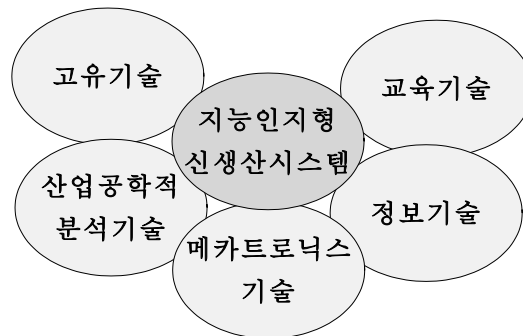 고유기술
교육기술
지능인지형
신생산시스템
산업공학적
분석기술
정보기술
메카트로닉스
기술